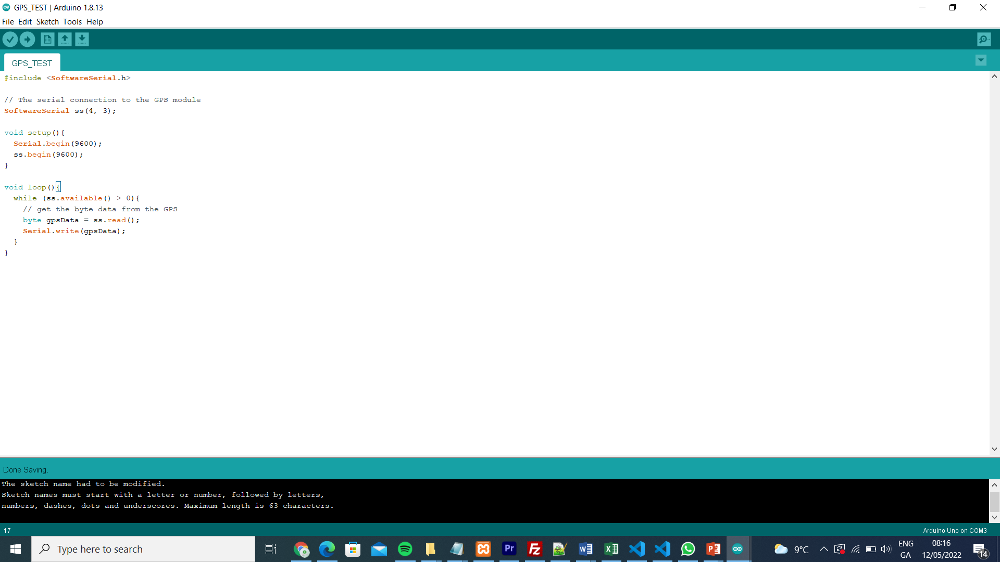 GPS_TEST | Arduino 1.8.13
File Edit Sketch Tools Help
GPS_TEST
#include <SoftwareSerial.h>
// The serial connection to the GPS module
SoftwareSerial ss(4, 3);
void setup(){
  Serial.begin(9600);
  ss.begin(9600);
}
void loop(){
  while (ss.available() > 0){
    // get the byte data from the GPS
    byte gpsData = ss.read();
    Serial.write(gpsData);
  }
}
Done Saving.
The sketch name had to be modified.
Sketch names must start with a letter or number, followed by letters,
numbers, dashes, dots and underscores. Maximum length is 63 characters.
17
Arduino Uno on COM3
Type here to search
Pr
9°C
ENG
GA
08:16
12/05/2022
14